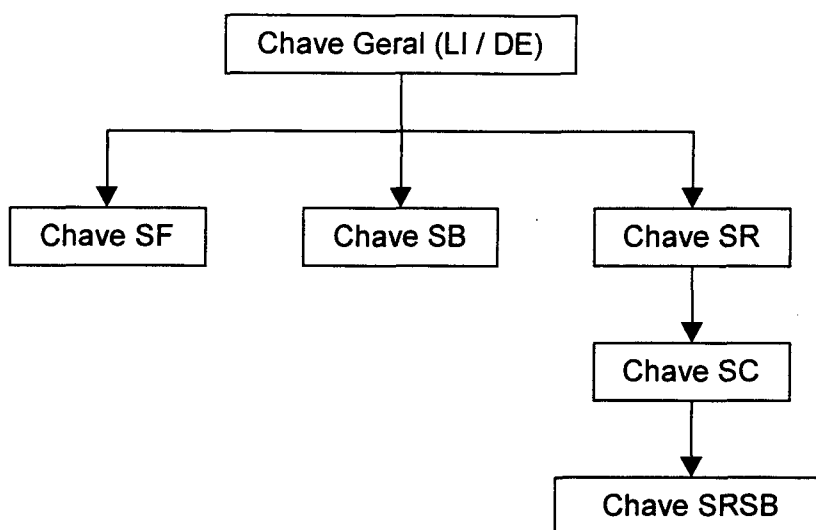 Chave Geral (LI / DE)
Chave SF
Chave SB
Chave SR
Chave SC
Chave SRSB